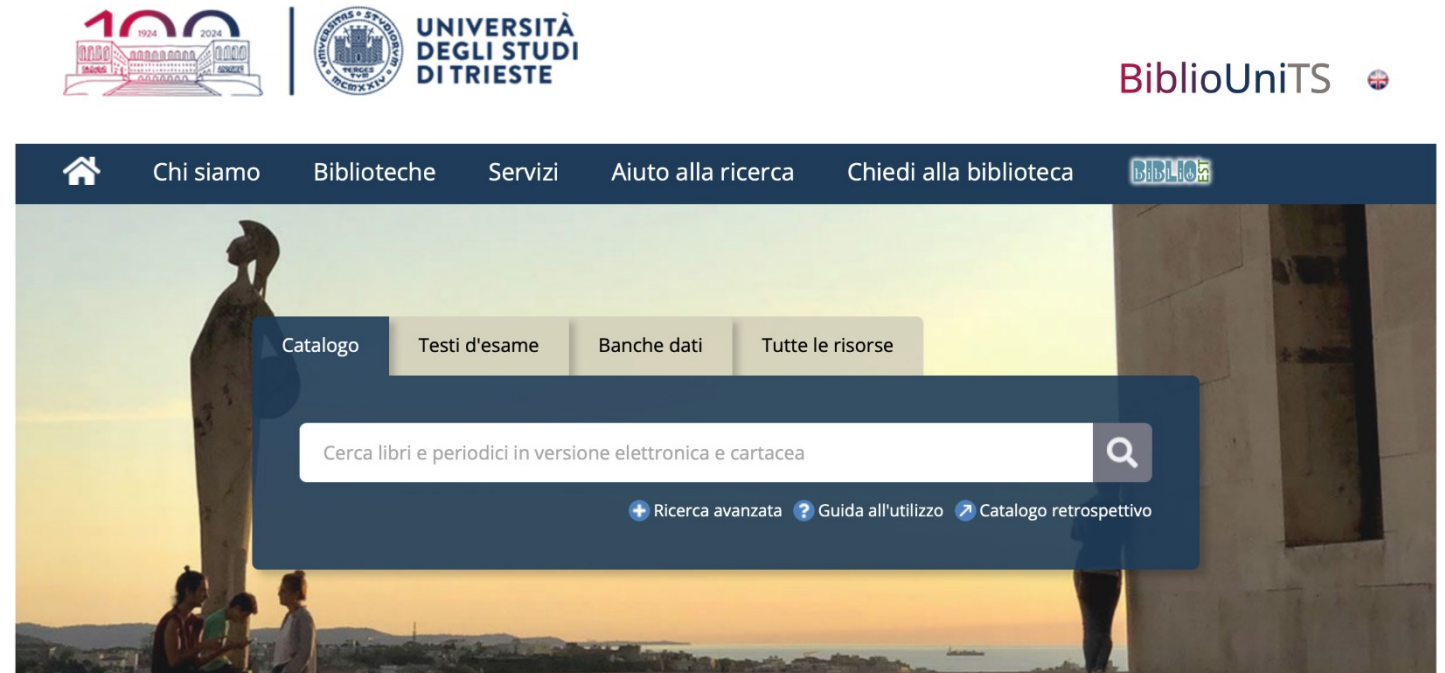 1924 2024
UNIVERSITÀ
DEGLI STUDI
DI TRIESTE
BiblioUniTS
Chi siamo Biblioteche Servizi Aiuto alla ricerca Chiedi alla biblioteca BIBLIOEST
Catalogo Testi d'esame Banche dati Tutte le risorse
Cerca libri e periodici in versione elettronica e cartacea
Ricerca avanzata Guida all'utilizzo Catalogo retrospettivo